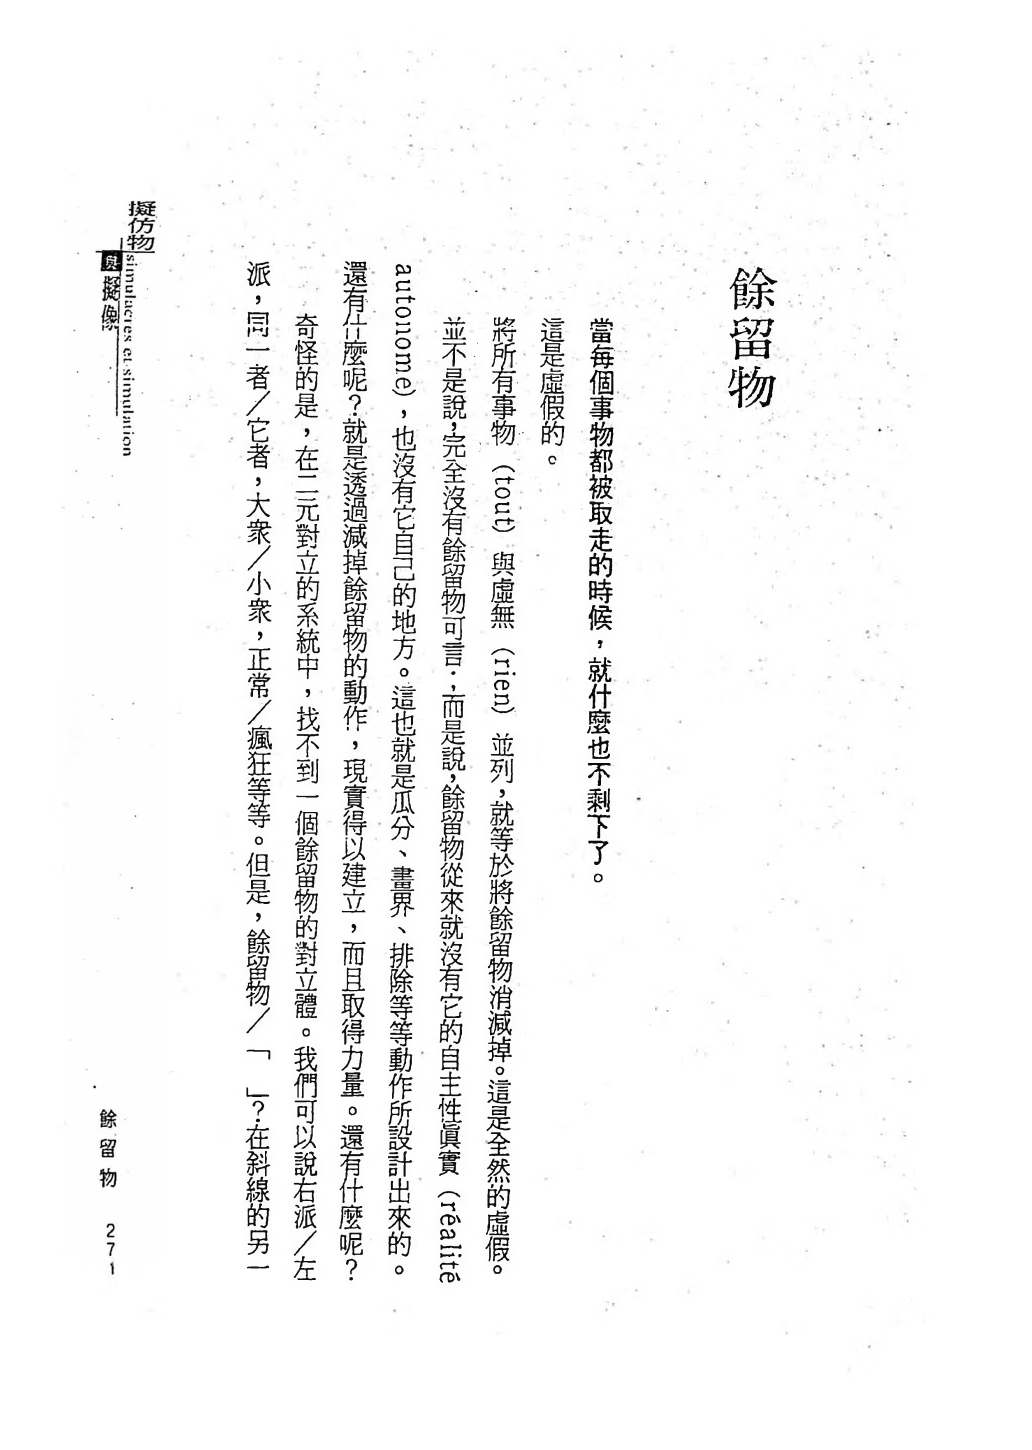 餘留物
當每個事物都被取走的時候，就什麼也不剩下了。
這是虛假的。
將所有事物（tout）與虛無（rien）並列，就等於將餘留物消減掉。這是全然的虛假。
並不是說，完全沒有餘留物可言；而是說，餘留物從來就沒有它的自主性眞實（réalité
autonome），也沒有它自己的地方。這也就是瓜分、畫界、排除等等動作所設計出來的。
還有什麼呢？就是透過減掉餘留物的動作，現實得以建立，而且取得力量。還有什麼呢？
奇怪的是，在二元對立的系統中，找不到一個餘留物的對立體。我們可以說右派／左
派，同一者／它者，大衆／小衆，正常／瘋狂等等。但是，餘留物／「　」？在斜線的另一
擬仿物
simulacres et simulation
與擬像
餘留物 271